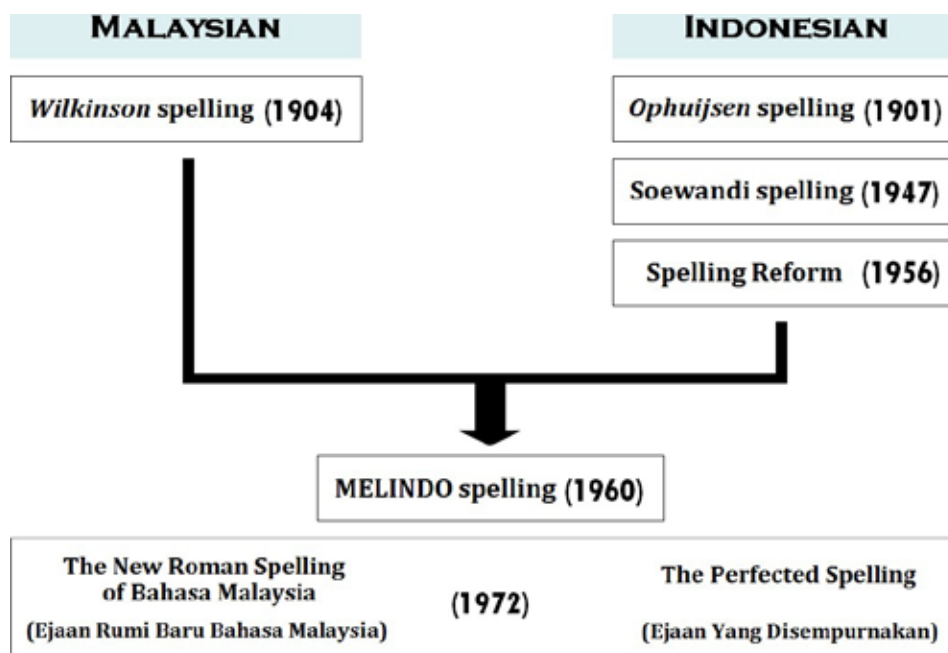 MALAYSIAN
INDONESIAN
Wilkinson spelling (1904)
Ophuijsen spelling (1901)
Soewandi spelling (1947)
Spelling Reform (1956)
MELINDO spelling (1960)
The New Roman Spelling
of Bahasa Malaysia
(Ejaan Rumi Baru Bahasa Malaysia)
(1972)
The Perfected Spelling
(Ejaan Yang Disempurnakan)